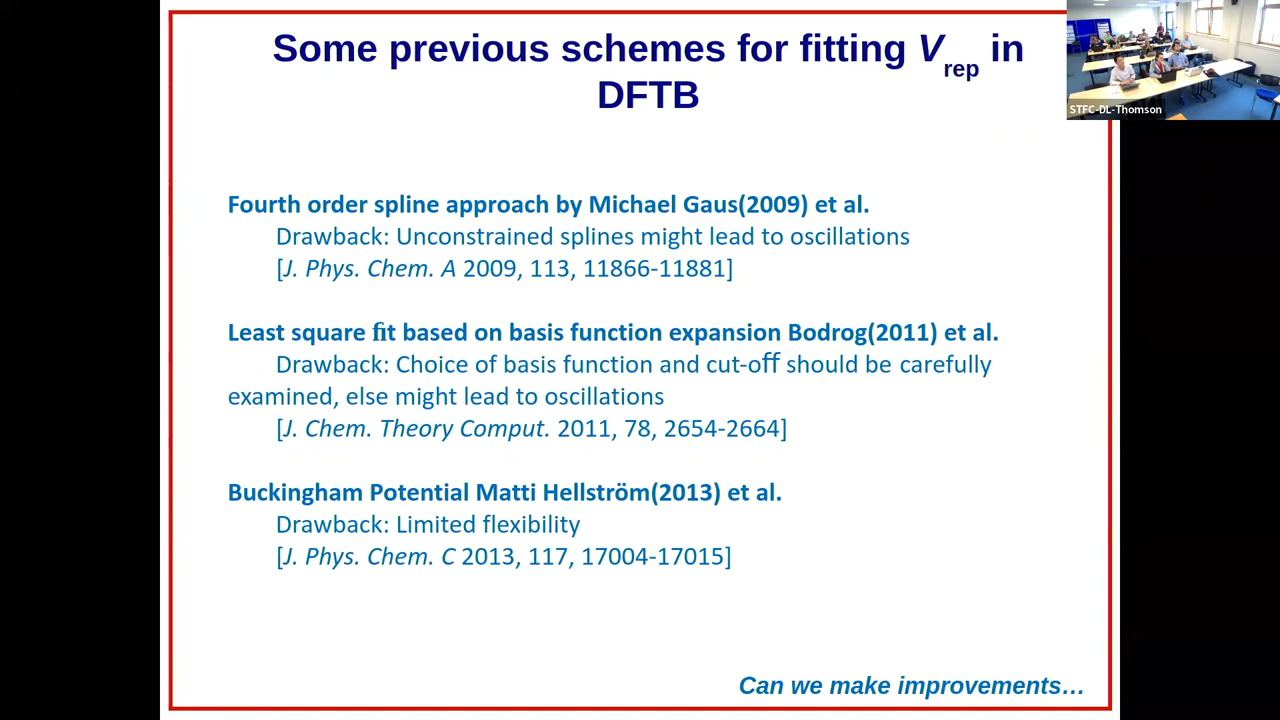 Some previous schemes for fitting Vrep in
DFTB
STFC-DL-Thomson
Fourth order spline approach by Michael Gaus(2009) et al.
Drawback: Unconstrained splines might lead to oscillations
[J. Phys. Chem. A 2009, 113, 11866-11881]
Least square fit based on basis function expansion Bodrog(2011) et al.
Drawback: Choice of basis function and cut-off should be carefully
examined, else might lead to oscillations
[J. Chem. Theory Comput. 2011, 78, 2654-2664]
Buckingham Potential Matti Hellström(2013) et al.
Drawback: Limited flexibility
[J. Phys. Chem. C 2013, 117, 17004-17015]
Can we make improvements…